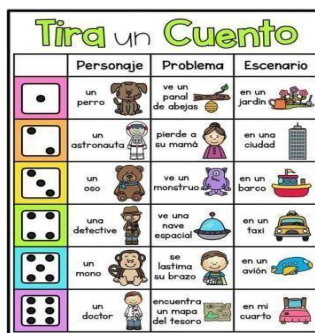 Tira un Cuento
Personaje Problema Escenario
un
perro
ve un
panal
de abejas
en un
jardín
un
astronauta
pierde a
su mamá
en una
ciudad
un
oso
ve un
monstruo
en un
barco
una
detective
ve una
nave
espacial
en un
taxi
un
mono
se
lastima
su brazo
en un
avión
un
doctor
encuentra
un mapa
del tesoro
en mi
cuarto